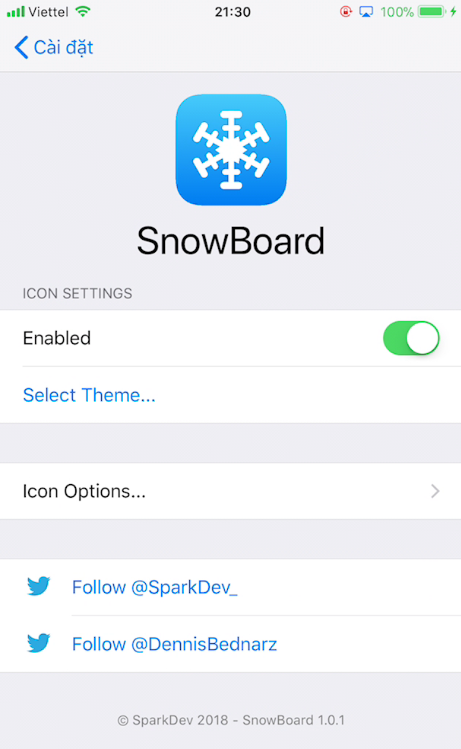 Viettel 21:30 100%
Cài đặt
SnowBoard
ICON SETTINGS
Enabled
Select Theme...
Icon Options...
Follow @SparkDev_
Follow @DennisBednarz
© SparkDev 2018 - SnowBoard 1.0.1